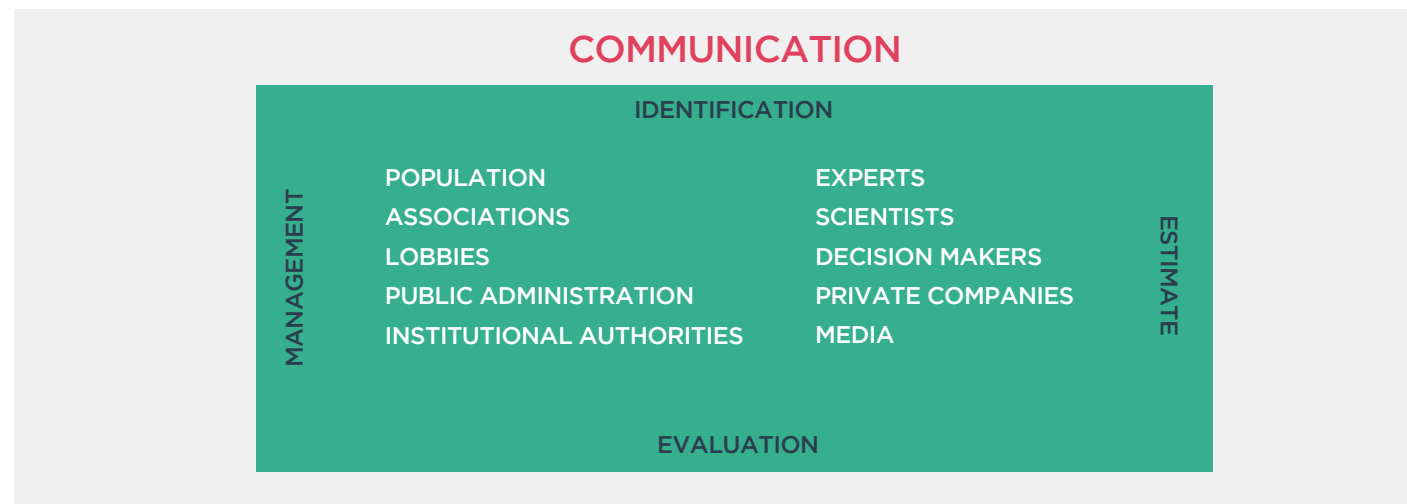 COMMUNICATION
IDENTIFICATION
MANAGEMENT
POPULATION
ASSOCIATIONS
LOBBIES
PUBLIC ADMINISTRATION
INSTITUTIONAL AUTHORITIES
EXPERTS
SCIENTISTS
DECISION MAKERS
PRIVATE COMPANIES
MEDIA
ESTIMATE
EVALUATION